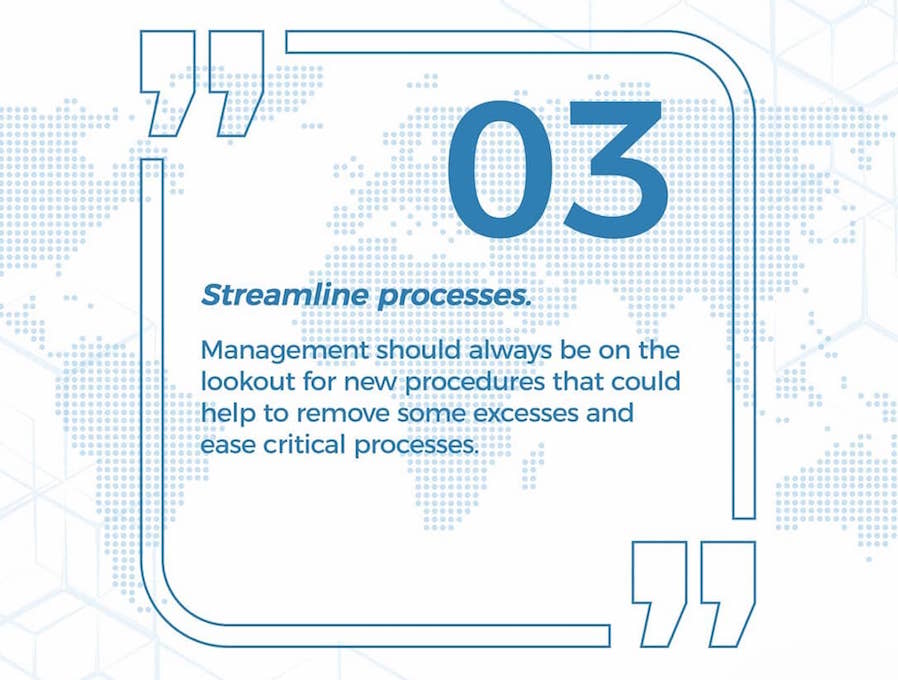 03
Streamline processes.
Management should always be on the
lookout for new procedures that could
help to remove some excesses and
ease critical processes.